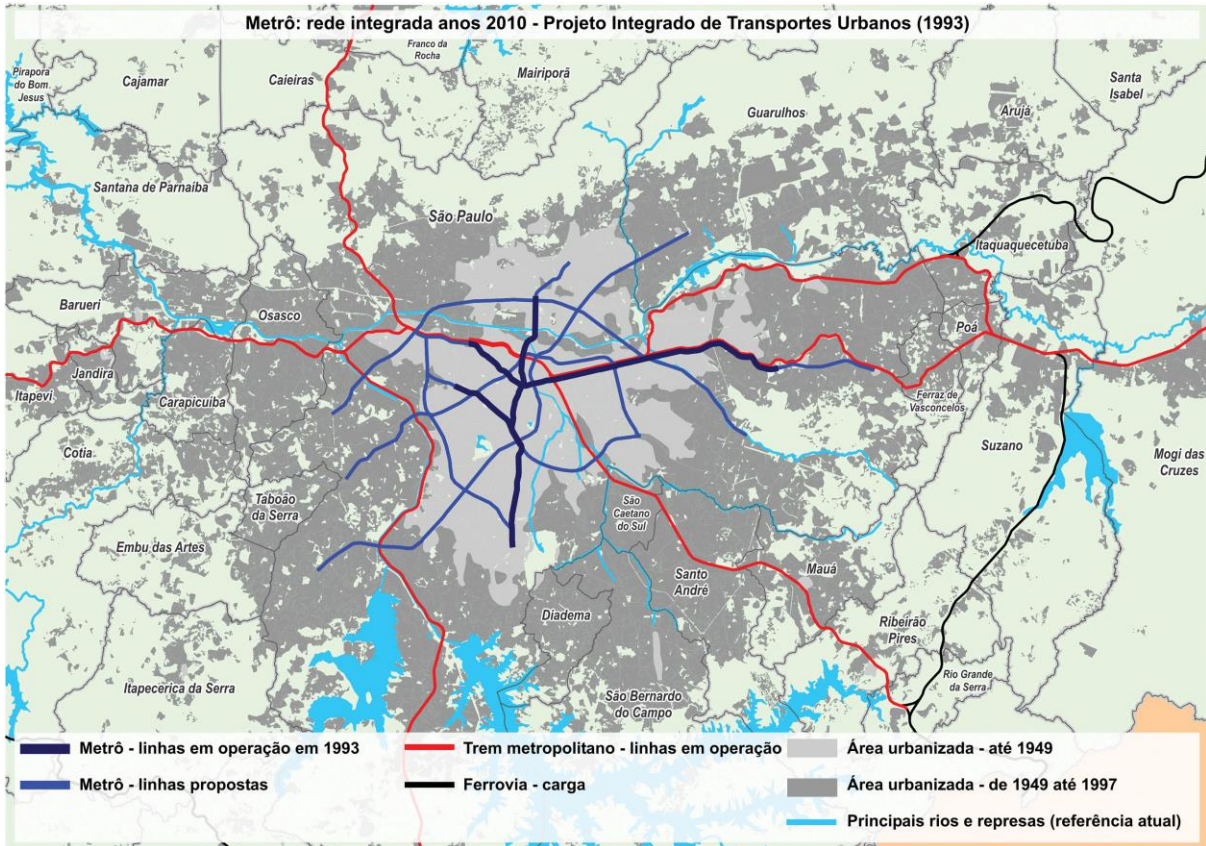 Metrô: rede integrada anos 2010 - Projeto Integrado de Transportes Urbanos (1993)
Franco da
Rocha
Pirapora
do Bom
Jesus
Cajamar
Caieiras
Mairiporã
Santa
Isabel
Guarulhos
Arujá
Santana de Parnaíba
São Paulo
Itaquaquecetuba
Barueri
Osasco
Poá
Jandira
Itapevi
Carapicuiba
Ferraz de
Vasconcelos
Suzano
Cotia
Mogi das
Cruzes
Taboão
da Serra
São
Caetano
do Sul
Embu das Artes
Santo
André
Mauá
Diadema
Ribeirão
Pires
Itapecerica da Serra
Rio Grande
da Serra
São Bernardo
do Campo
Metrô - linhas em operação em 1993
Trem metropolitano - linhas em operação
Área urbanizada - até 1949
Metrô - linhas propostas
Ferrovia - carga
Área urbanizada - de 1949 até 1997
Principais rios e represas (referência atual)